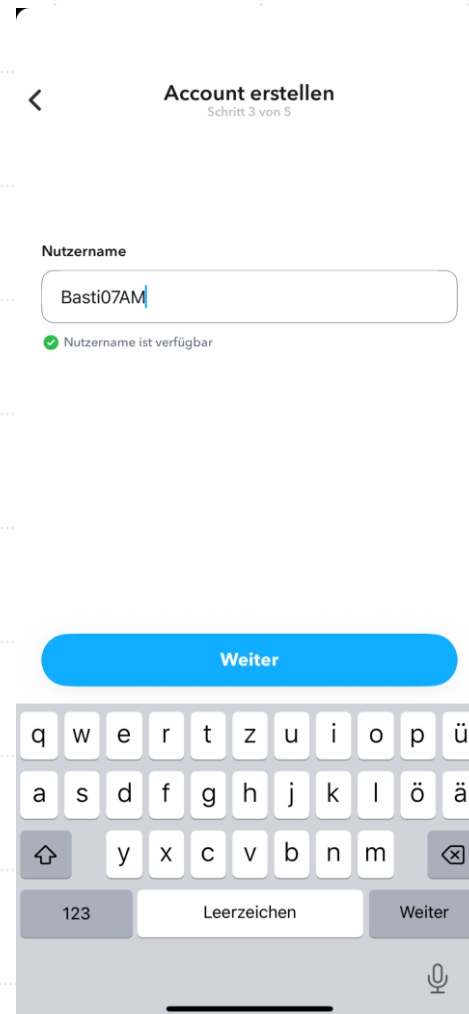 Account erstellen
Schritt 3 von 5
Nutzername
Basti07AM
Nutzername ist verfügbar
Weiter
q w e r t z u i o p ü
a s d f g h j k l ö ä
y x c v b n m
123 Leerzeichen Weiter